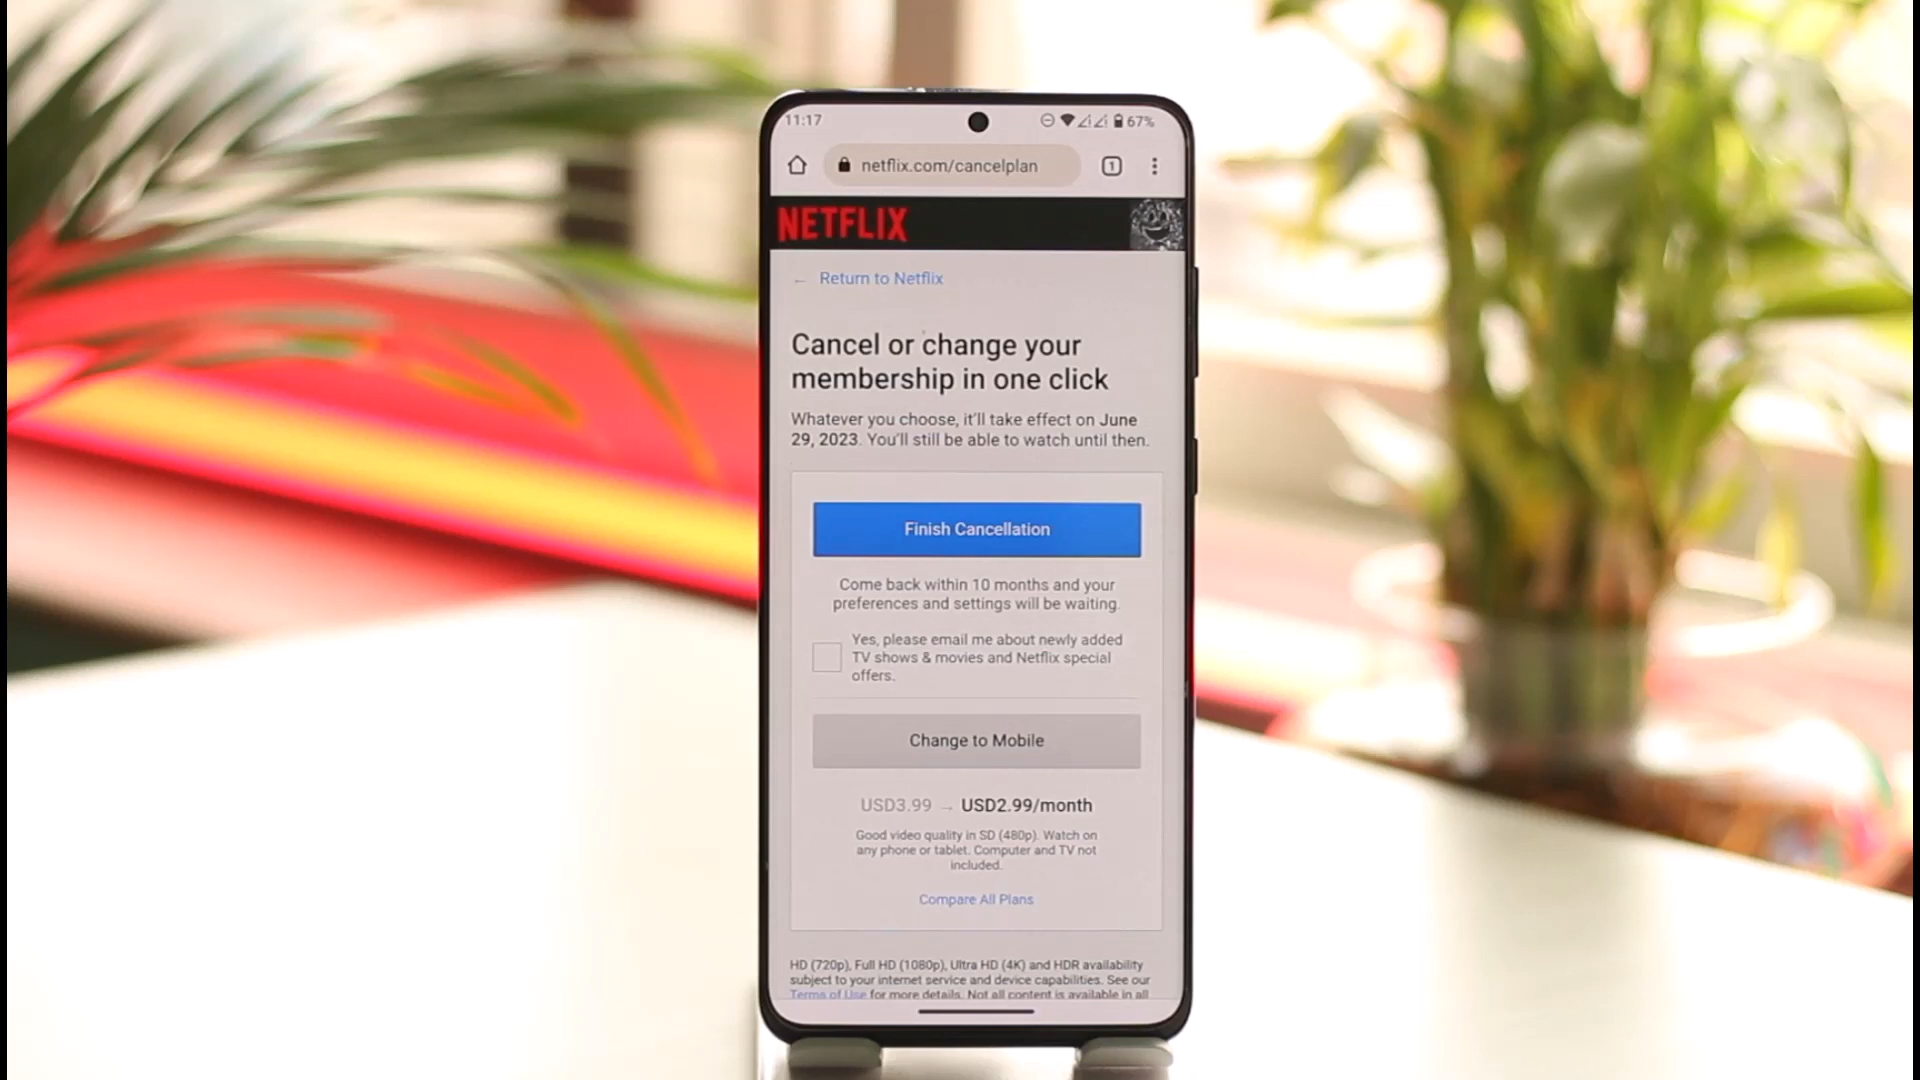 11:17
67%
netflix.com/cancelplan
1
NETFLIX
← Return to Netflix
Cancel or change your
membership in one click
Whatever you choose, it'll take effect on June
29, 2023. You'll still be able to watch until then.
Finish Cancellation
Come back within 10 months and your
preferences and settings will be waiting.
Yes, please email me about newly added
TV shows & movies and Netflix special
offers.
Change to Mobile
USD3.99 → USD2.99/month
Good video quality in SD (480p). Watch on
any phone or tablet. Computer and TV not
included.
Compare All Plans
HD (720p), Full HD (1080p), Ultra HD (4K) and HDR availability
subject to your internet service and device capabilities. See our
Terms of Use for more details. Not all content is available in all